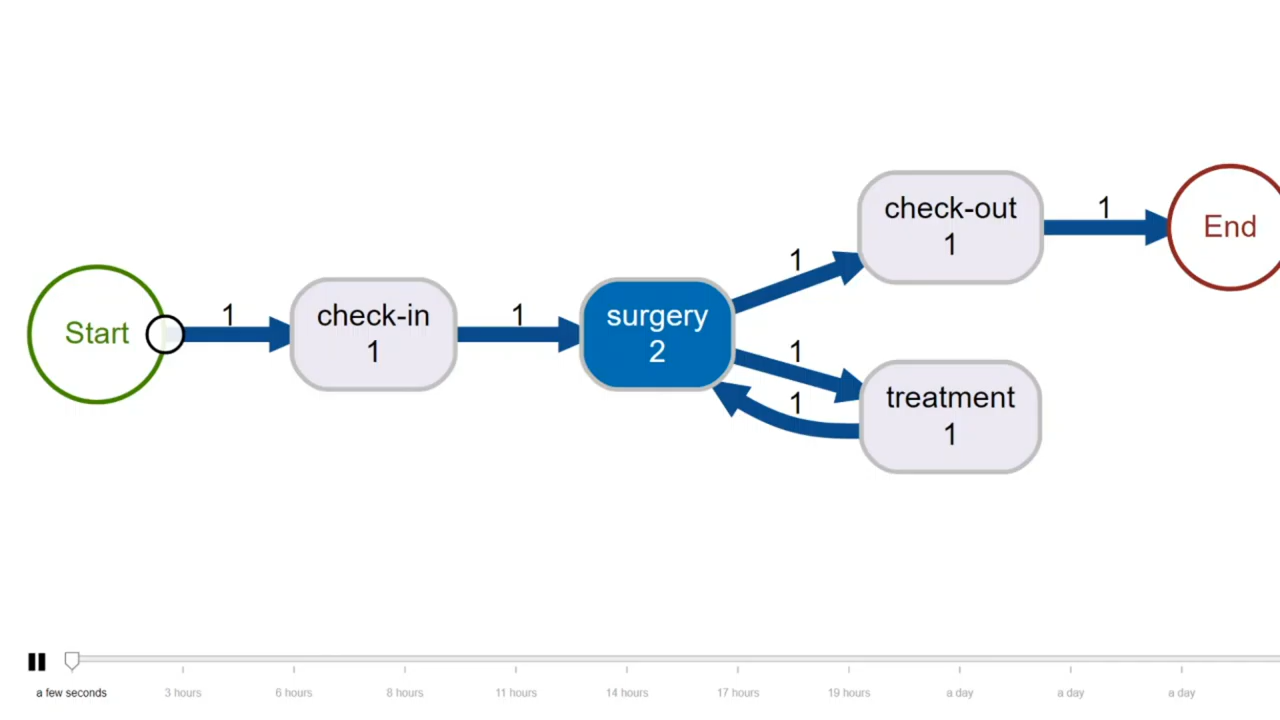 Start
1
check-in
1
1
surgery
2
1
1
1
check-out
1
treatment
1
1
End
a few seconds
3 hours
6 hours
8 hours
11 hours
14 hours
17 hours
19 hours
a day
a day
a day